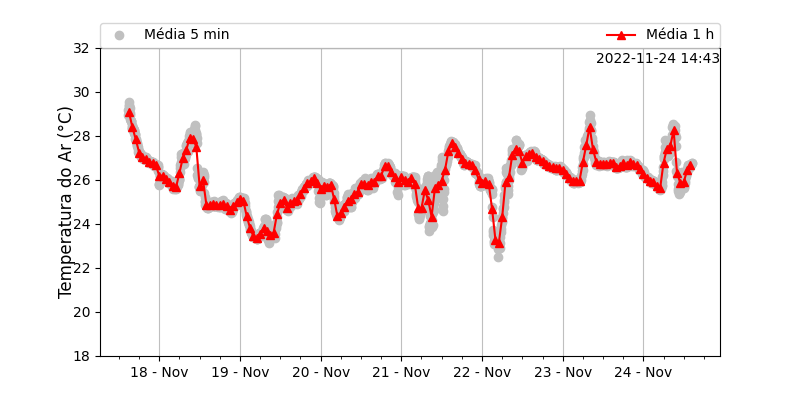 Média 5 min
Média 1 h
2022-11-24 14:43
Temperatura do Ar (°C)
32
30
28
26
24
22
20
18
18 - Nov
19 - Nov
20 - Nov
21 - Nov
22 - Nov
23 - Nov
24 - Nov